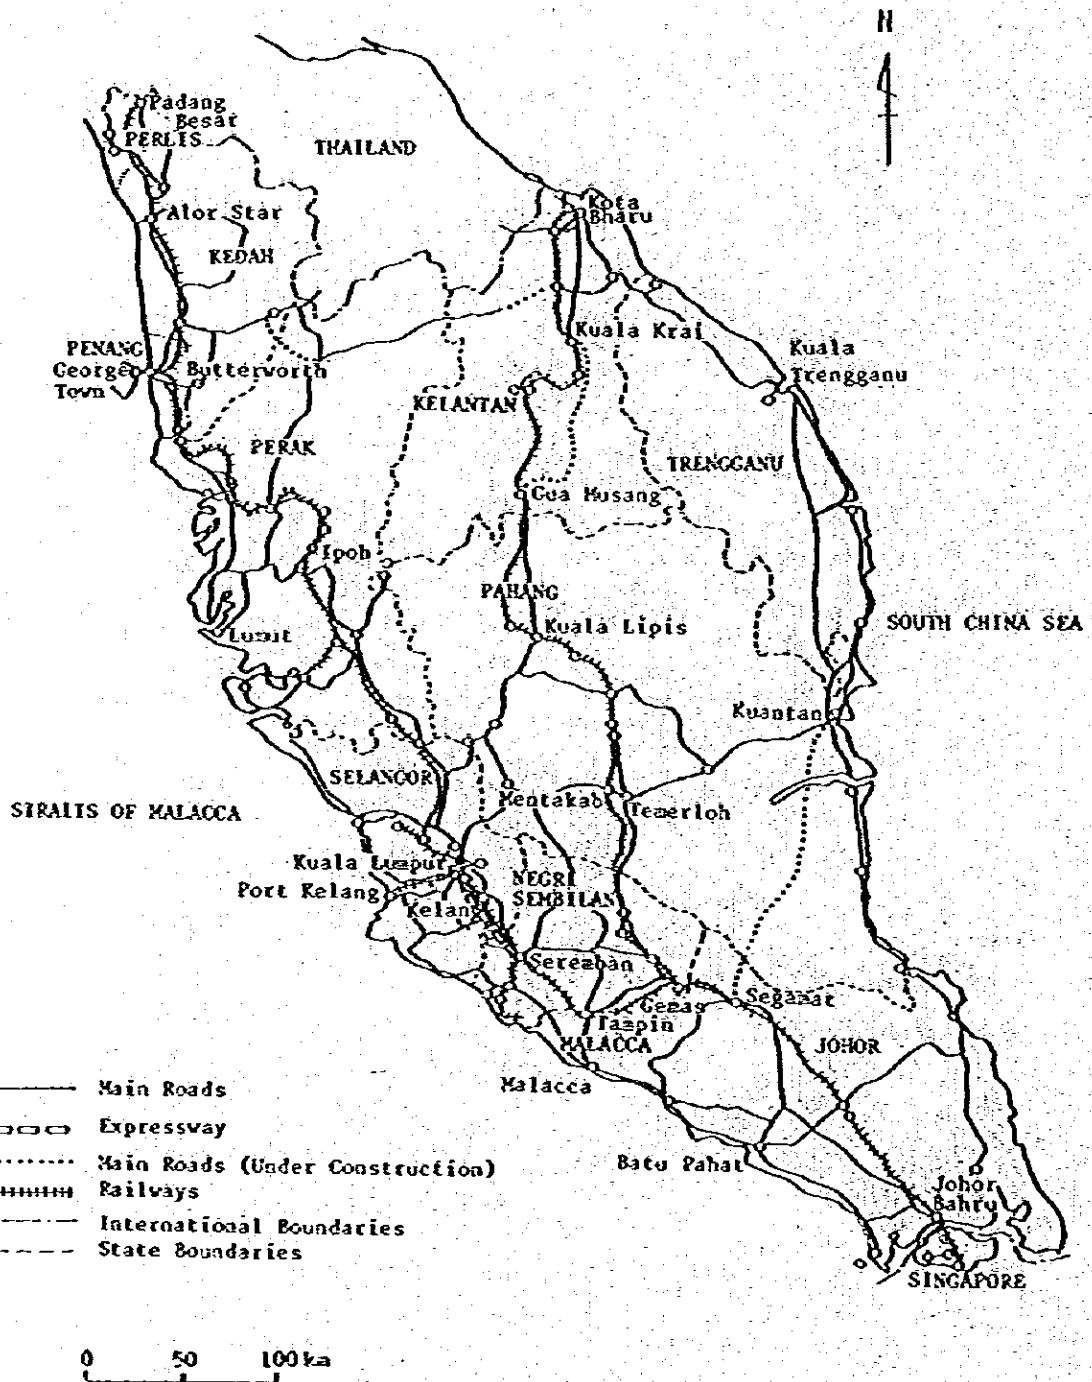 N
Padang
Besar
PERLIS
THAILAND
Alor Star
Kota
Bharu
KEDAH
PENANG
George
Town
Butterworth
Kuala Krai
Kuala
Trengganu
KELANTAN
PERAK
TRENGGANU
Gua Musang
Ipoh
PAHANG
Lumut
Kuala Lipis
SOUTH CHINA SEA
Kuantan
SELANGOR
Mentakab
Temerloh
STRAITS OF MALACCA
Kuala Lumpur
Port Kelang
Kelang
NEGRI
SEMBILAN
Seremban
Gemas
Segamat
Tampin
MALACCA
JOHOR
Malacca
Batu Pahat
Johor
Bahru
SINGAPORE
Main Roads
Expressway
Main Roads (Under Construction)
Railways
International Boundaries
State Boundaries
0 50 100 km